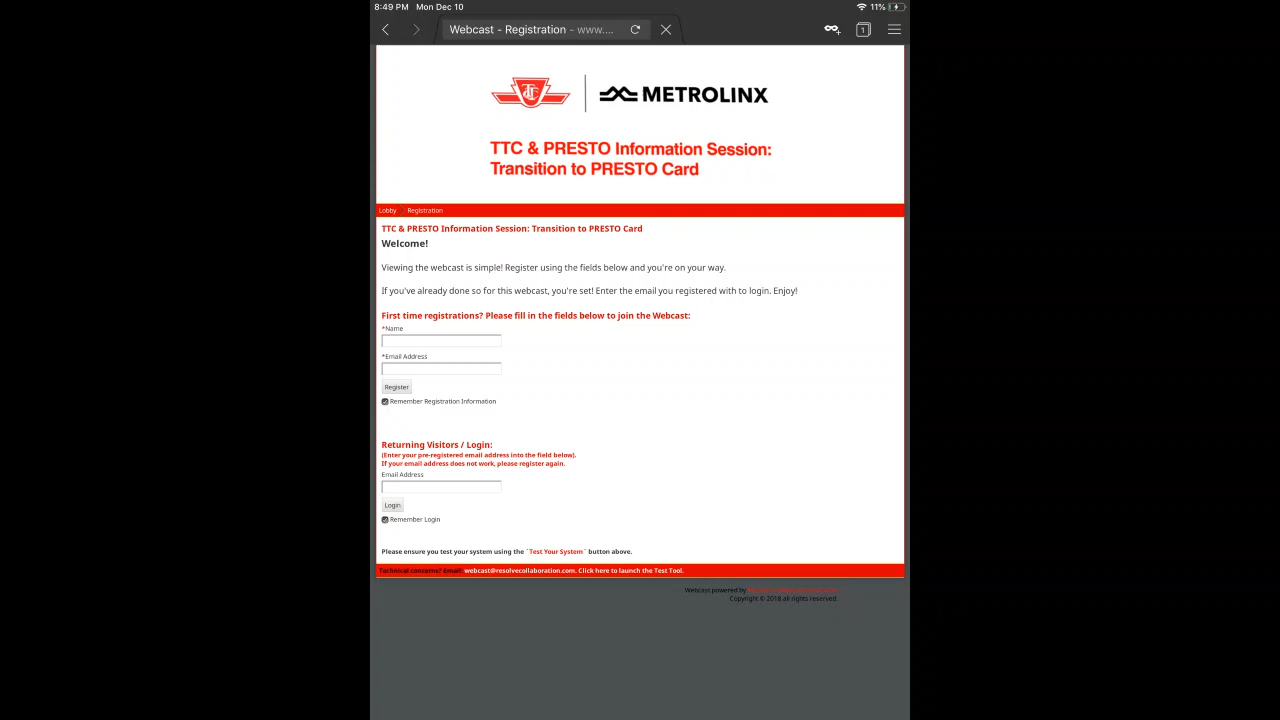 8:49 PM Mon Dec 10 11%
Webcast - Registration - www.... 1
TTC METROLINX
TTC & PRESTO Information Session:
Transition to PRESTO Card
Lobby Registration
TTC & PRESTO Information Session: Transition to PRESTO Card
Welcome!
Viewing the webcast is simple! Register using the fields below and you're on your way.
If you've already done so for this webcast, you're set! Enter the email you registered with to login. Enjoy!
First time registrations? Please fill in the fields below to join the Webcast:
*Name
*Email Address
Register
Remember Registration Information
Returning Visitors / Login:
(Enter your pre-registered email address into the field below).
If your email address does not work, please register again.
Email Address
Login
Remember Login
Please ensure you test your system using the `Test Your System` button above.
Technical concerns? Email: webcast@resolvecollaboration.com. Click here to launch the Test Tool.
Webcast powered by
Copyright © 2018 all rights reserved.